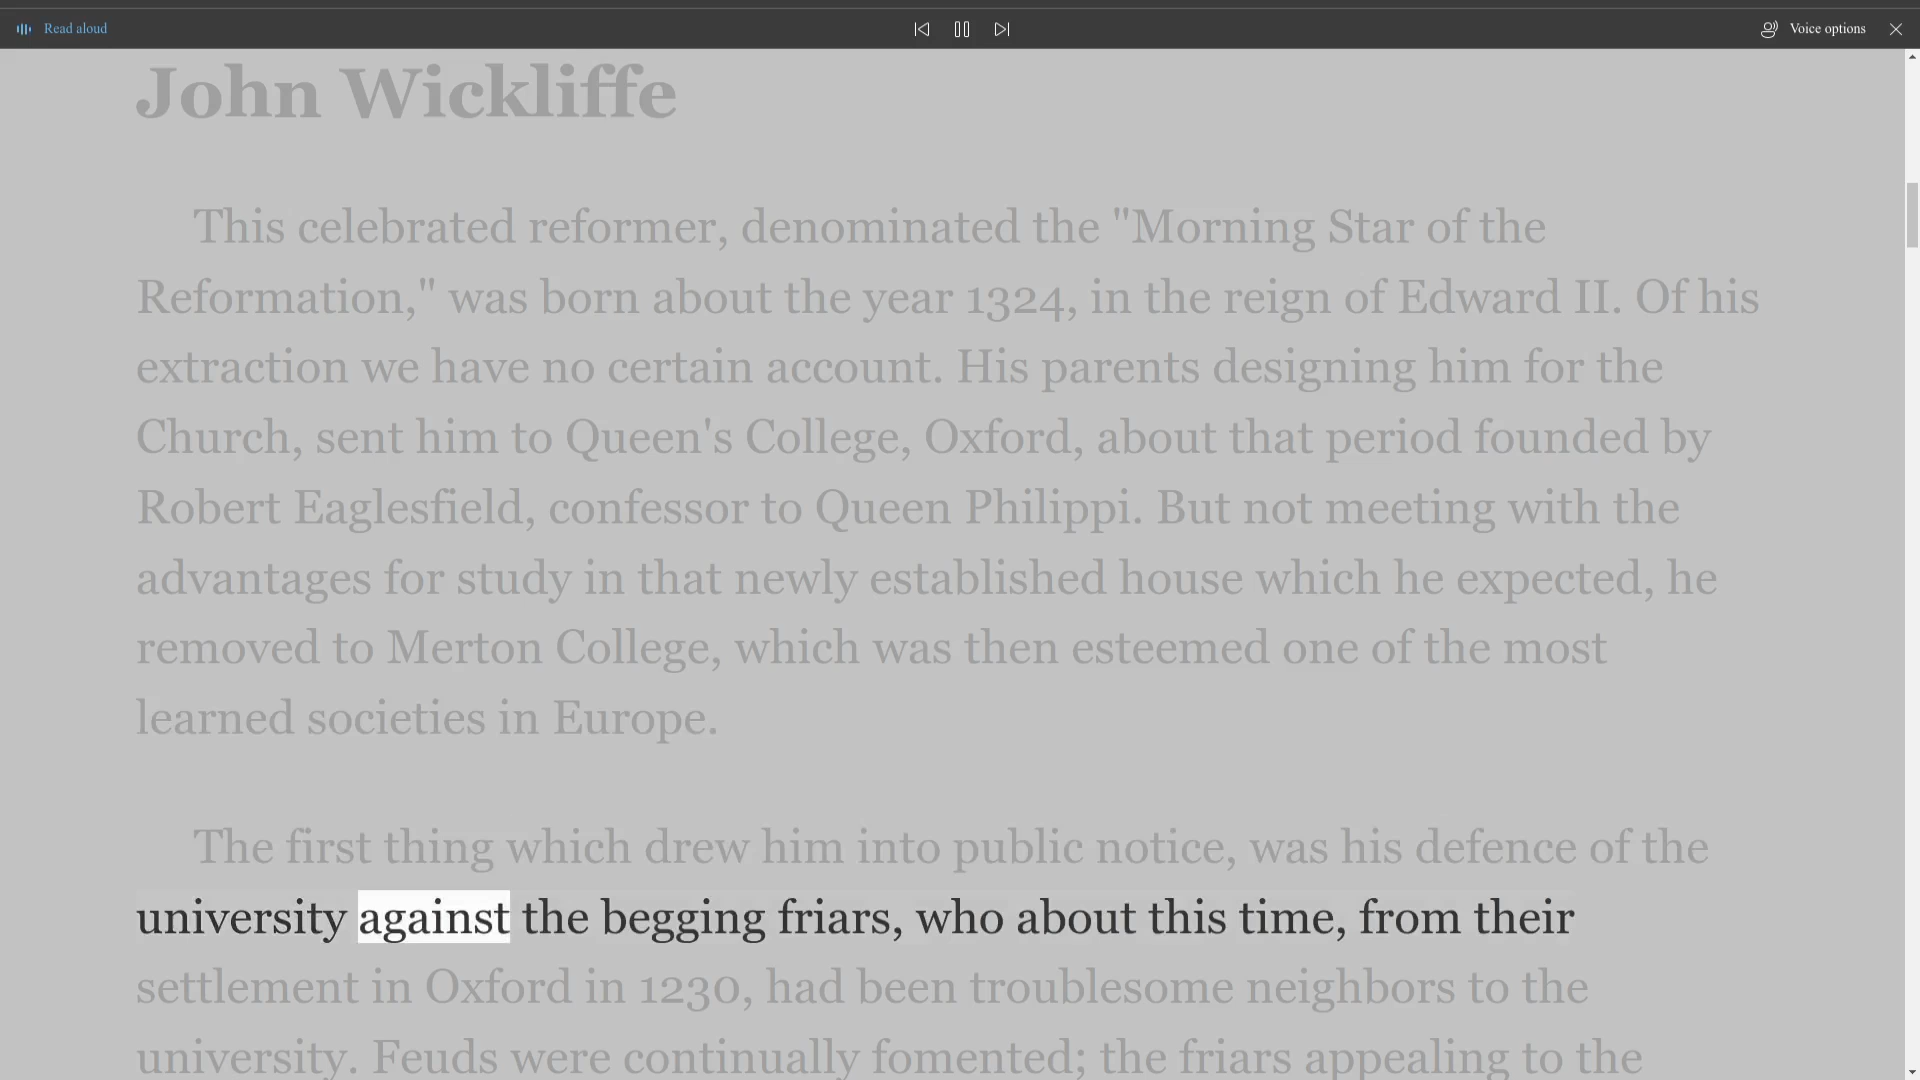 Read aloud
Voice options
John Wickliffe
This celebrated reformer, denominated the "Morning Star of the
Reformation," was born about the year 1324, in the reign of Edward II. Of his
extraction we have no certain account. His parents designing him for the
Church, sent him to Queen's College, Oxford, about that period founded by
Robert Eaglesfield, confessor to Queen Philippi. But not meeting with the
advantages for study in that newly established house which he expected, he
removed to Merton College, which was then esteemed one of the most
learned societies in Europe.
The first thing which drew him into public notice, was his defence of the
university against the begging friars, who about this time, from their
settlement in Oxford in 1230, had been troublesome neighbors to the
university. Feuds were continually fomented; the friars appealing to the